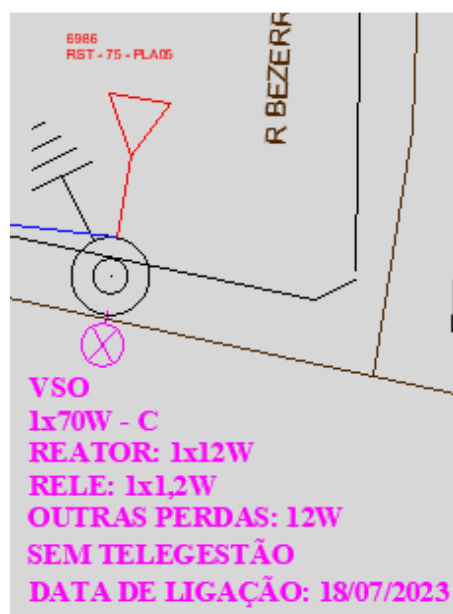 6986
RST - 75 - PLA05
R BEZERR
VSO
1x70W - C
REATOR: 1x12W
RELE: 1x1,2W
OUTRAS PERDAS: 12W
SEM TELEGESTÃO
DATA DE LIGAÇÃO: 18/07/2023